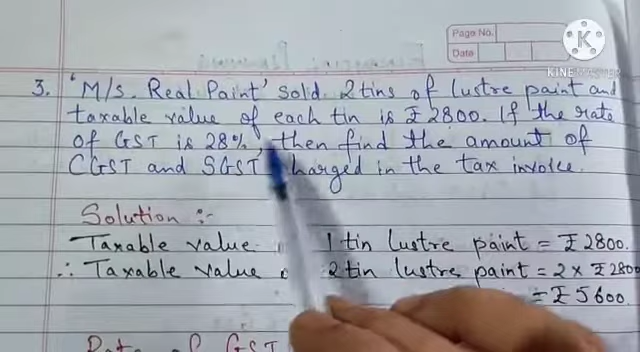 Page No.
Date
KINEMASTER
3. 'M/s. Real Paint' sold 2 tins of lustre paint and
taxable value of each tin is ₹ 2800. If the rate
of GST is 28%, then find the amount of
CGST and SGST charged in the tax invoice.
Solution :-
Taxable value 1 tin lustre paint = ₹ 2800.
∴ Taxable value 2 tin lustre paint = 2 × ₹ 2800
= ₹ 5600.
Rate of GST